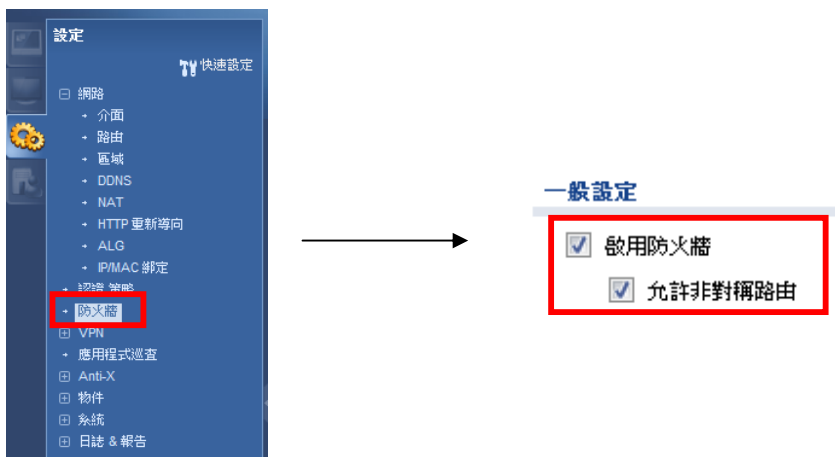 設定
快速設定
網路
介面
路由
區域
DDNS
NAT
HTTP 重新導向
ALG
IP/MAC 綁定
認證 策略
防火牆
VPN
應用程式巡查
Anti-X
物件
系統
日誌 & 報告
一般設定
啟用防火牆
允許非對稱路由